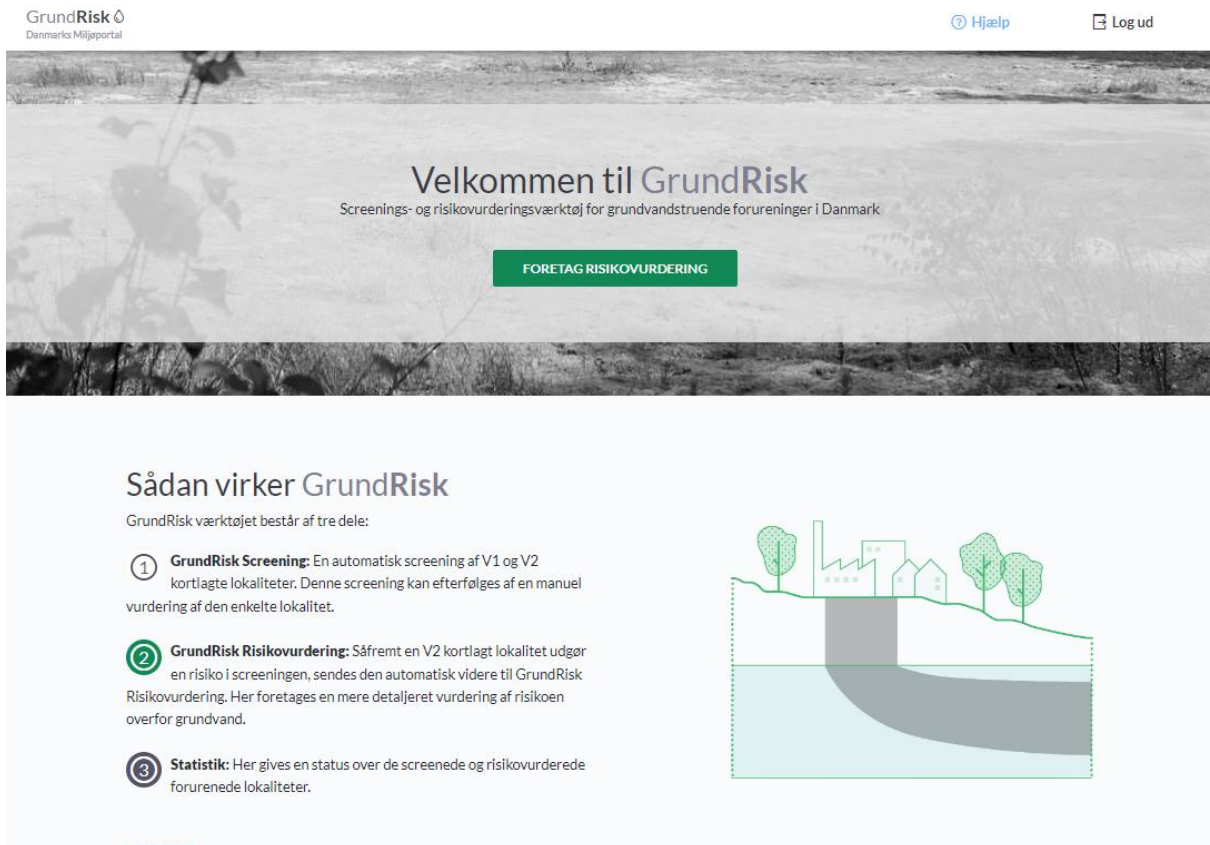 GrundRisk
Danmarks Miljøportal
Hjælp
Log ud
Velkommen til GrundRisk
Screenings- og risikovurderingsværktøj for grundvandstruende forureninger i Danmark
FORETAG RISIKOVURDERING
Sådan virker GrundRisk
GrundRisk værktøjet består af tre dele:
1 GrundRisk Screening: En automatisk screening af V1 og V2
kortlagte lokaliteter. Denne screening kan efterfølges af en manuel
vurdering af den enkelte lokalitet.
2 GrundRisk Risikovurdering: Såfremt en V2 kortlagt lokalitet udgør
en risiko i screeningen, sendes den automatisk videre til GrundRisk
Risikovurdering. Her foretages en mere detaljeret vurdering af risikoen
overfor grundvand.
3 Statistik: Her gives en status over de screenede og risikovurderede
forurenede lokaliteter.